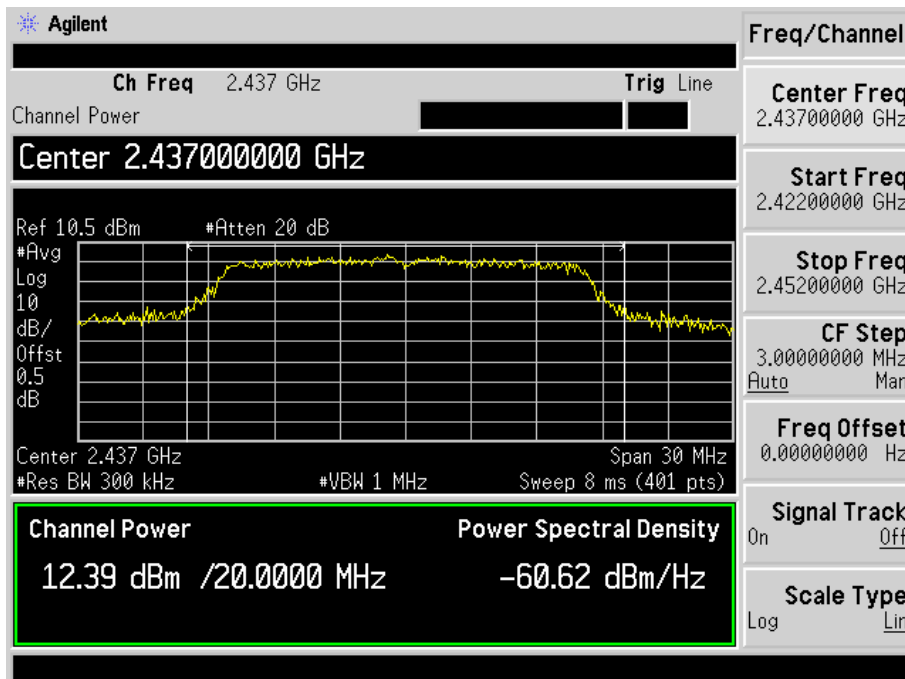 Agilent
Ch Freq 2.437 GHz Trig Line
Channel Power
Center 2.437000000 GHz
Ref 10.5 dBm #Atten 20 dB
#Avg
Log
10
dB/
Offst
0.5
dB
Center 2.437 GHz Span 30 MHz
#Res BW 300 kHz #VBW 1 MHz Sweep 8 ms (401 pts)
Channel Power Power Spectral Density
12.39 dBm /20.0000 MHz -60.62 dBm/Hz
Freq/Channel
Center Freq
2.43700000 GHz
Start Freq
2.42200000 GHz
Stop Freq
2.45200000 GHz
CF Step
3.00000000 MHz
Auto Man
Freq Offset
0.00000000 Hz
Signal Track
On Off
Scale Type
Log Lin